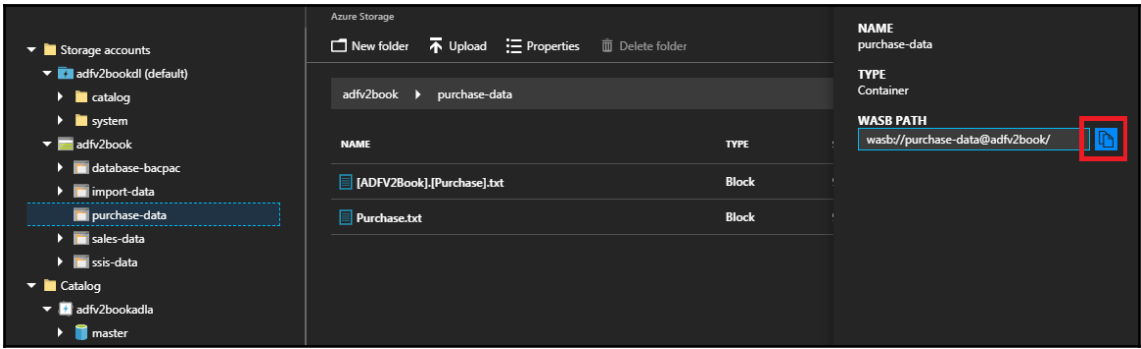 Storage accounts
adfv2bookdl (default)
catalog
system
adfv2book
database-bacpac
import-data
purchase-data
sales-data
ssis-data
Catalog
adfv2bookadla
master
Azure Storage
New folder Upload Properties Delete folder
adfv2book purchase-data
NAME TYPE
[ADFV2Book].[Purchase].txt Block
Purchase.txt Block
NAME
purchase-data
TYPE
Container
WASB PATH
wasb://purchase-data@adfv2book/